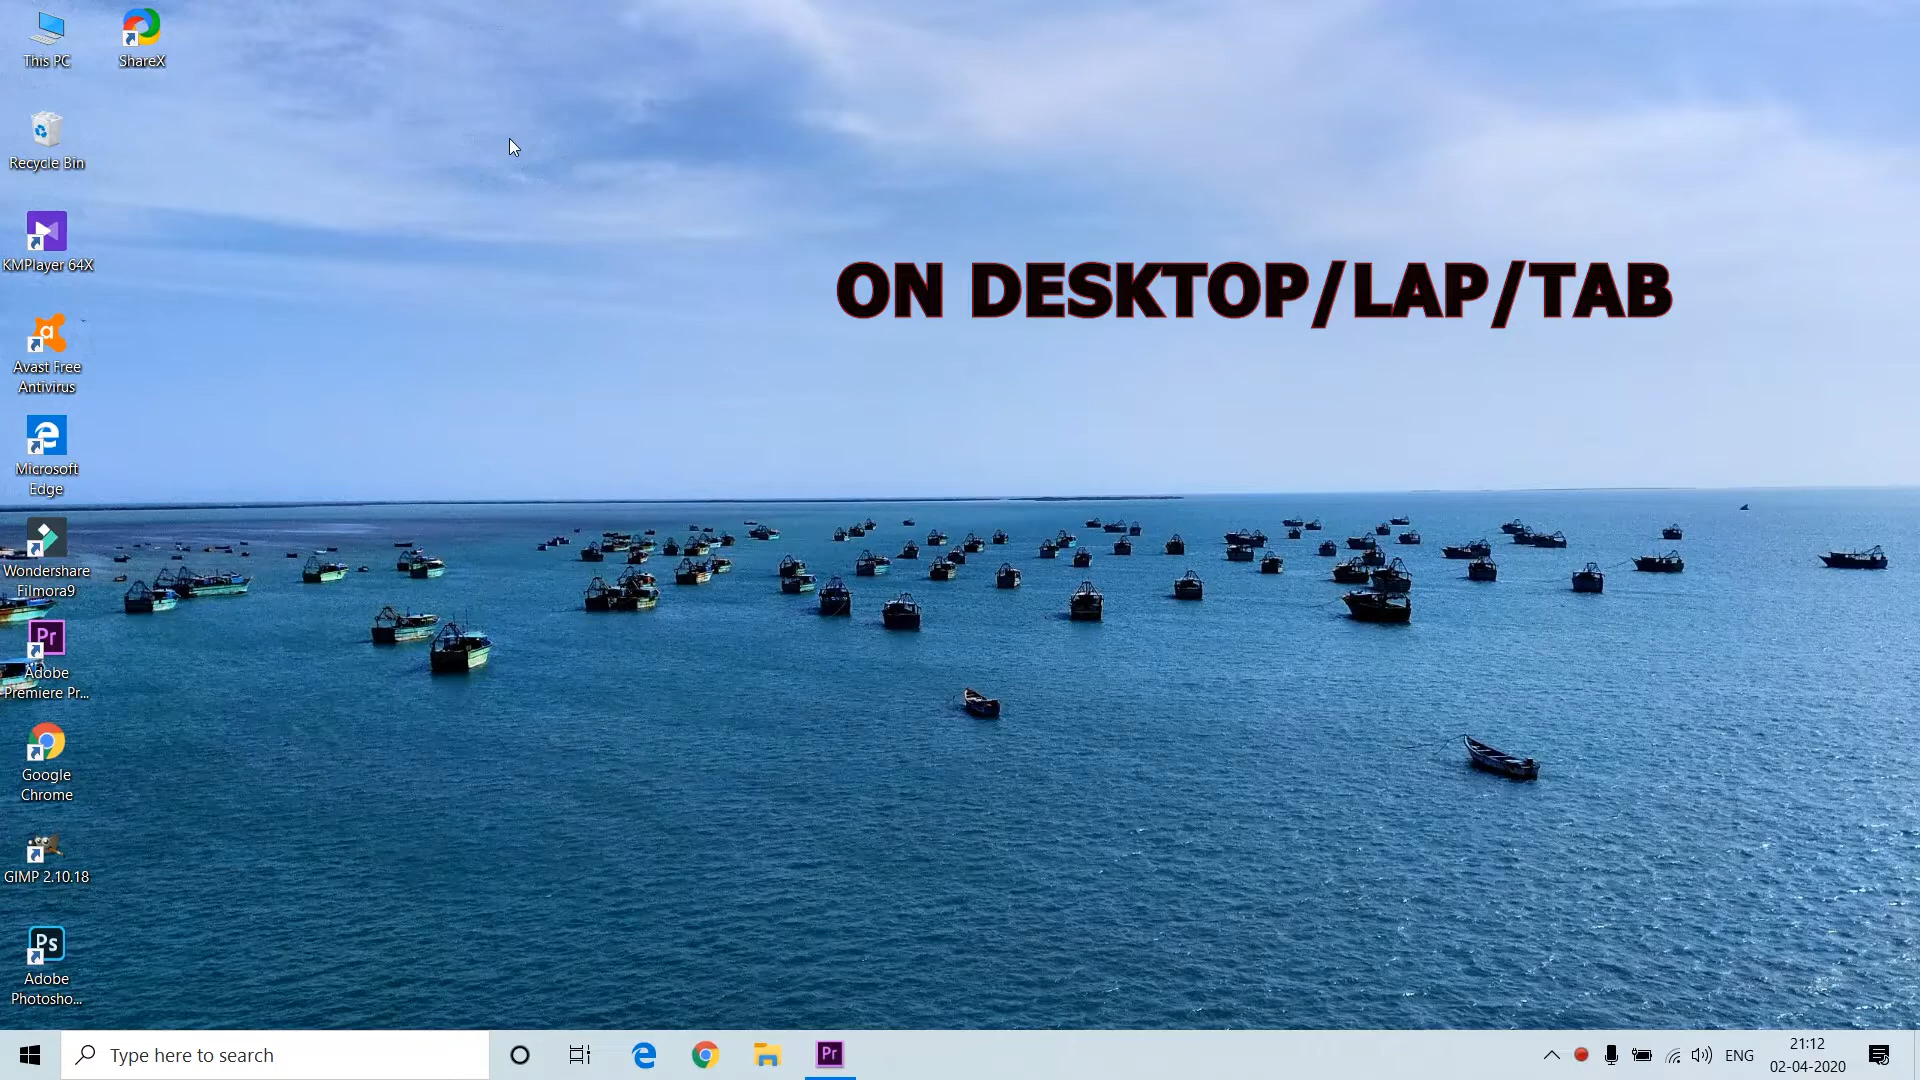 This PC
ShareX
Recycle Bin
KMPlayer 64X
Avast Free
Antivirus
Microsoft
Edge
Wondershare
Filmora9
Adobe
Premiere Pr...
Google
Chrome
GIMP 2.10.18
Adobe
Photosho...
ON DESKTOP/LAP/TAB
Type here to search
ENG
21:12
02-04-2020